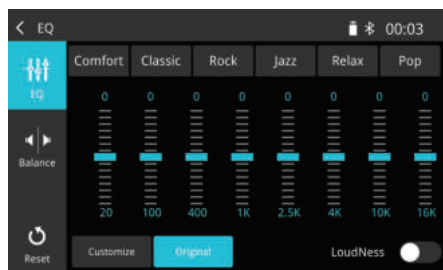 EQ 00:03
EQ
Comfort Classic Rock Jazz Relax Pop
0 0 0 0 0 0 0 0
Balance
20 100 400 1K 2.5K 4K 10K 16K
Reset
Customize Original LoudNess